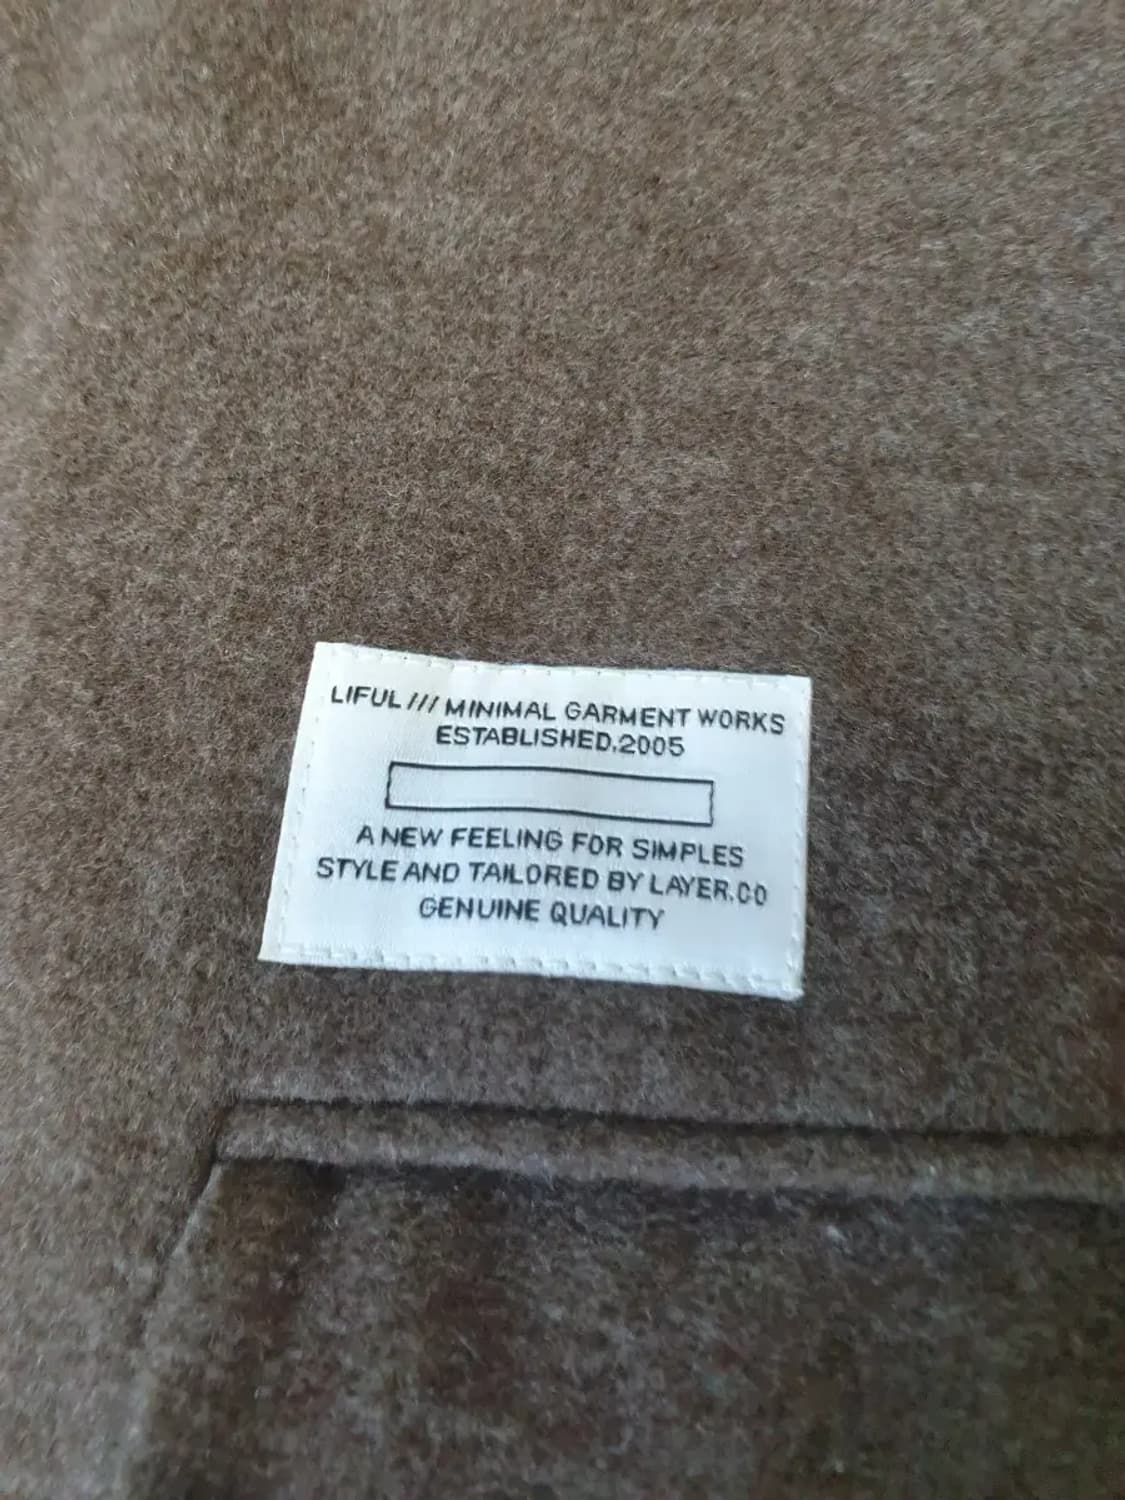 LIFUL /// MINIMAL GARMENT WORKS
ESTABLISHED.2005
A NEW FEELING FOR SIMPLES
STYLE AND TAILORED BY LAYER.CO
GENUINE QUALITY